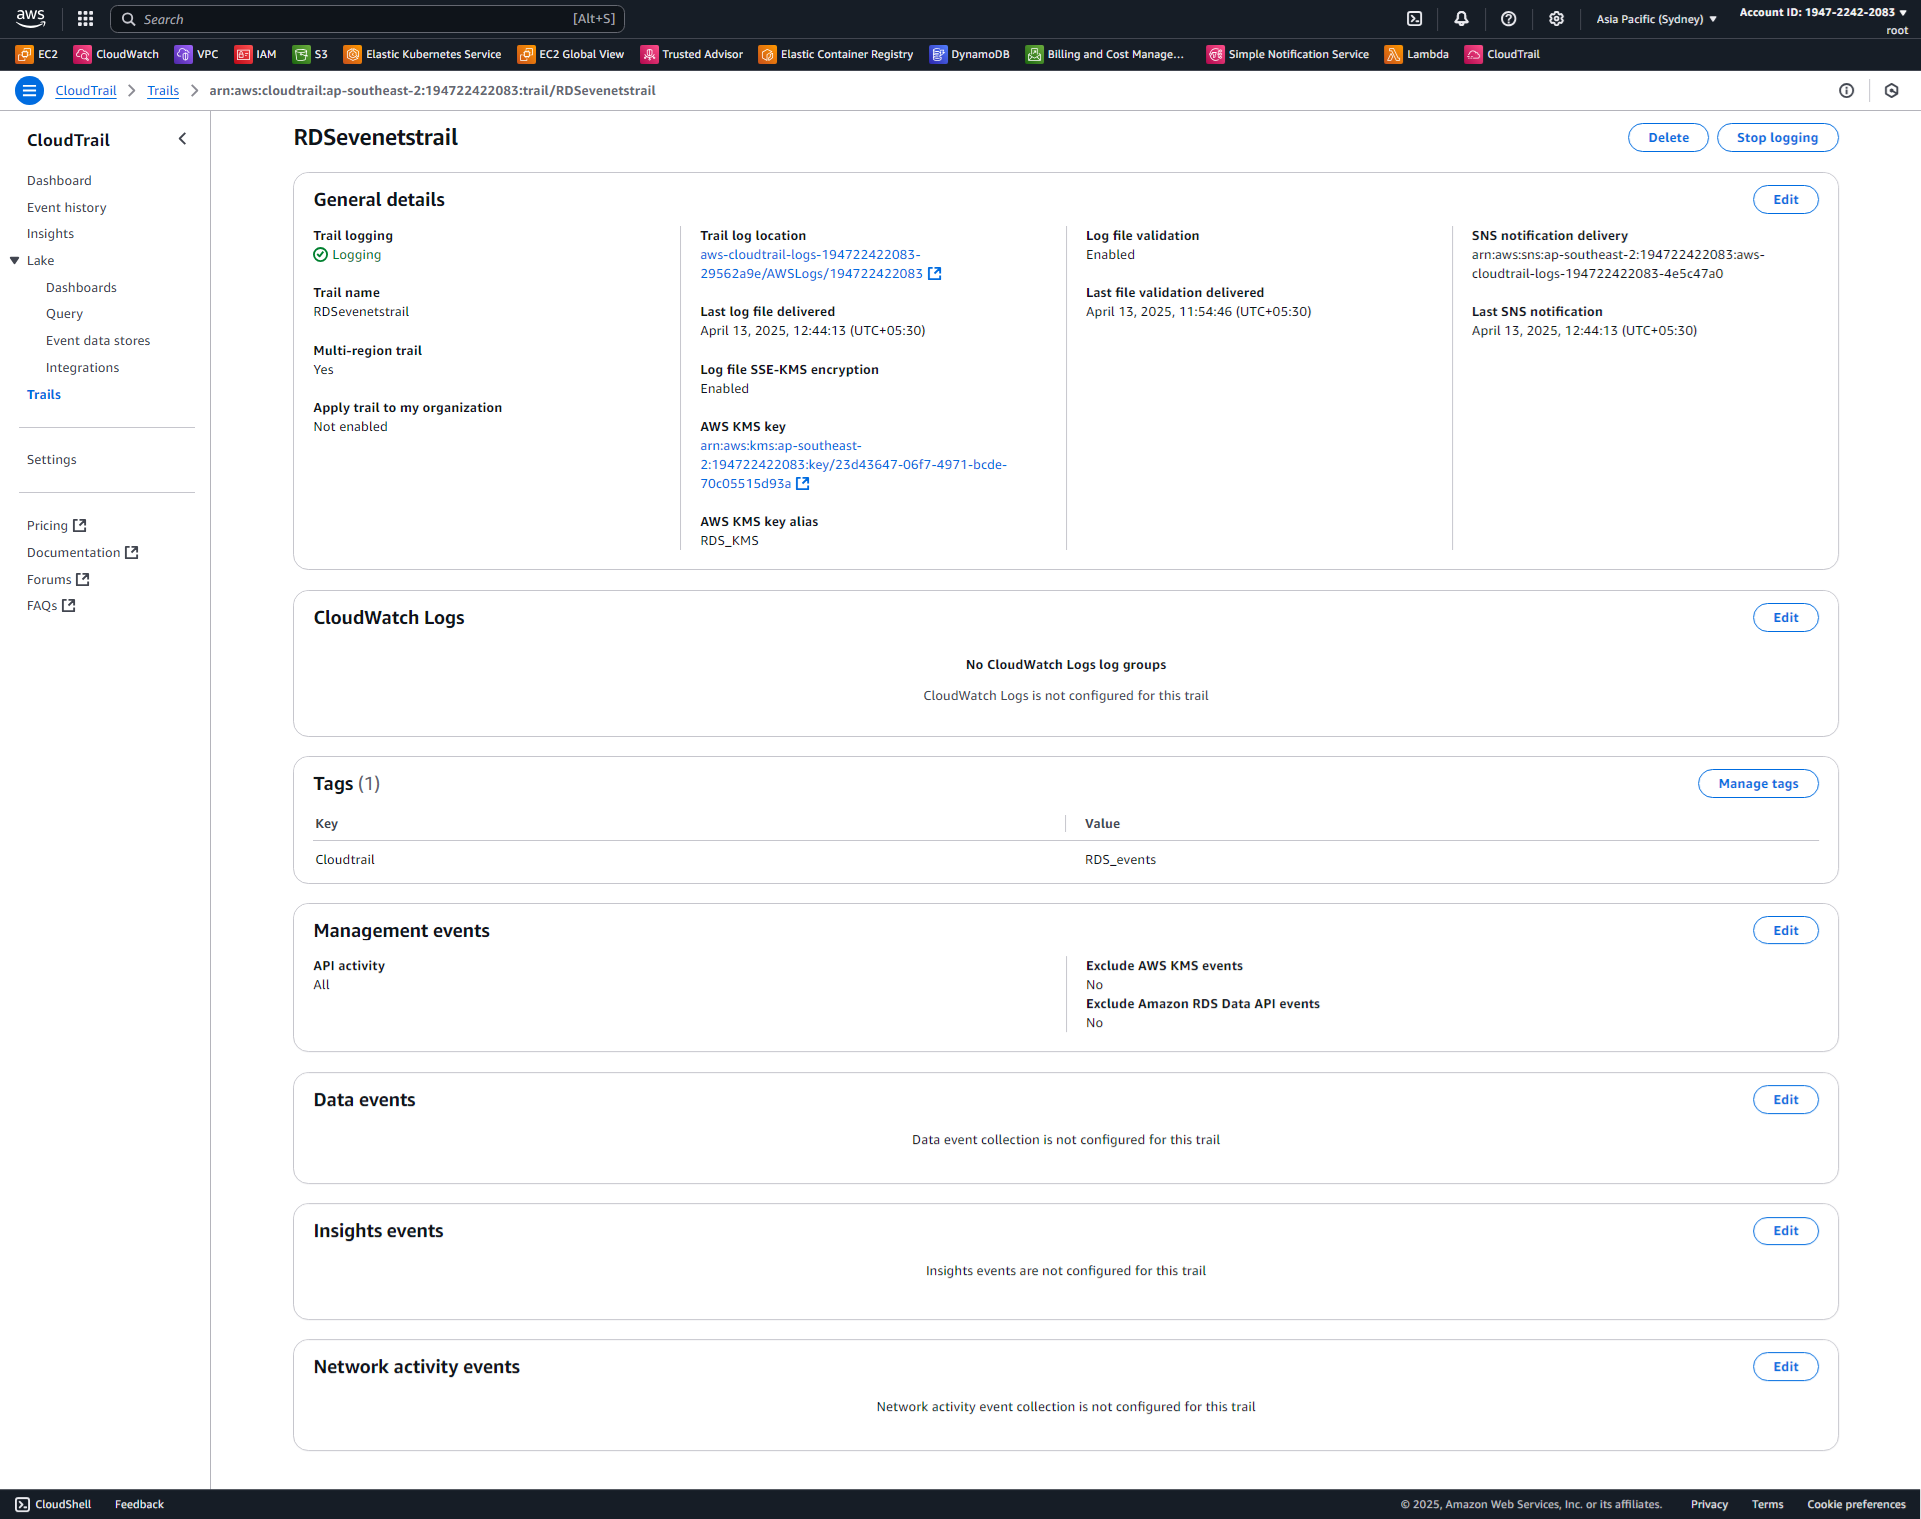 aws
Search [Alt+S]
Asia Pacific (Sydney) ▼
Account ID: 1947-2242-2083 ▼
root
EC2 CloudWatch VPC IAM S3 Elastic Kubernetes Service EC2 Global View Trusted Advisor Elastic Container Registry DynamoDB Billing and Cost Manage... Simple Notification Service Lambda CloudTrail
CloudTrail > Trails > arn:aws:cloudtrail:ap-southeast-2:194722422083:trail/RDSevenetstrail
CloudTrail
Dashboard
Event history
Insights
Lake
Dashboards
Query
Event data stores
Integrations
Trails
Settings
Pricing
Documentation
Forums
FAQs
RDSevenetstrail
Delete
Stop logging
General details
Edit
Trail logging
Logging
Trail name
RDSevenetstrail
Multi-region trail
Yes
Apply trail to my organization
Not enabled
Trail log location
aws-cloudtrail-logs-194722422083-
29562a9e/AWSLogs/194722422083
Last log file delivered
April 13, 2025, 12:44:13 (UTC+05:30)
Log file SSE-KMS encryption
Enabled
AWS KMS key
arn:aws:kms:ap-southeast-
2:194722422083:key/23d43647-06f7-4971-bcde-
70c05515d93a
AWS KMS key alias
RDS_KMS
Log file validation
Enabled
Last file validation delivered
April 13, 2025, 11:54:46 (UTC+05:30)
SNS notification delivery
arn:aws:sns:ap-southeast-2:194722422083:aws-
cloudtrail-logs-194722422083-4e5c47a0
Last SNS notification
April 13, 2025, 12:44:13 (UTC+05:30)
CloudWatch Logs
Edit
No CloudWatch Logs log groups
CloudWatch Logs is not configured for this trail
Tags (1)
Manage tags
Key Value
Cloudtrail RDS_events
Management events
Edit
API activity
All
Exclude AWS KMS events
No
Exclude Amazon RDS Data API events
No
Data events
Edit
Data event collection is not configured for this trail
Insights events
Edit
Insights events are not configured for this trail
Network activity events
Edit
Network activity event collection is not configured for this trail
CloudShell Feedback
© 2025, Amazon Web Services, Inc. or its affiliates. Privacy Terms Cookie preferences